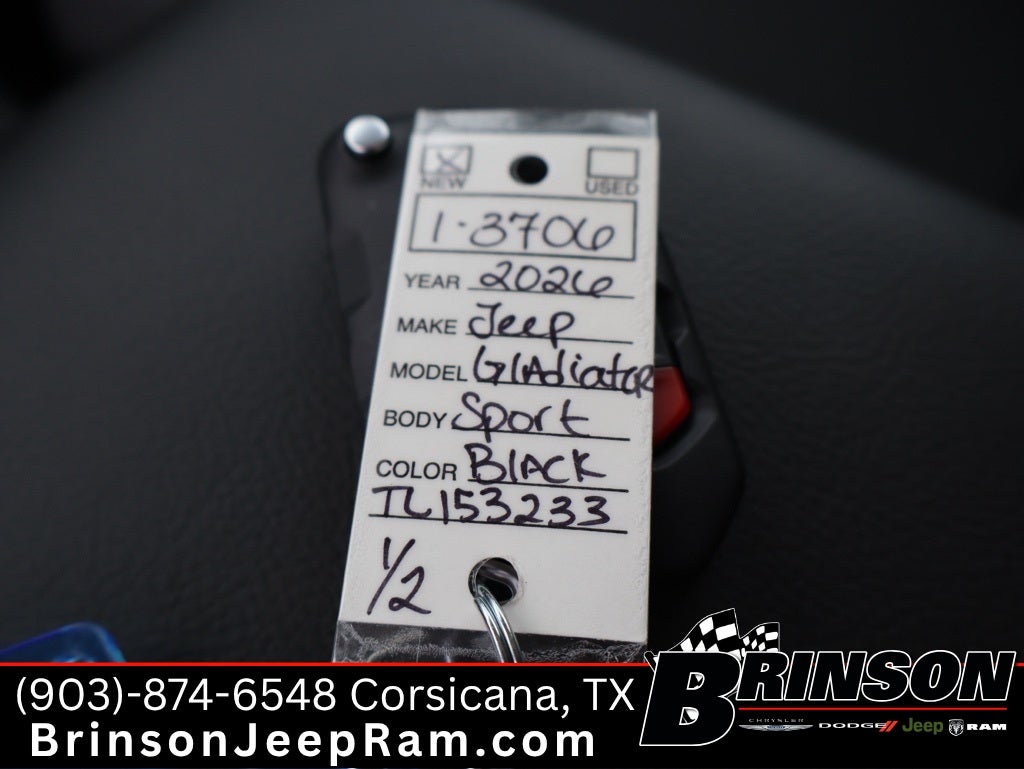 NEW USED
1-3706
YEAR 2026
MAKE Jeep
MODEL GlAdiatoR
BODY Sport
COLOR BlACK
TL153233
1/2
(903)-874-6548 Corsicana, TX
BrinsonJeepRam.com
BRINSON
CHRYSLER DODGE Jeep RAM